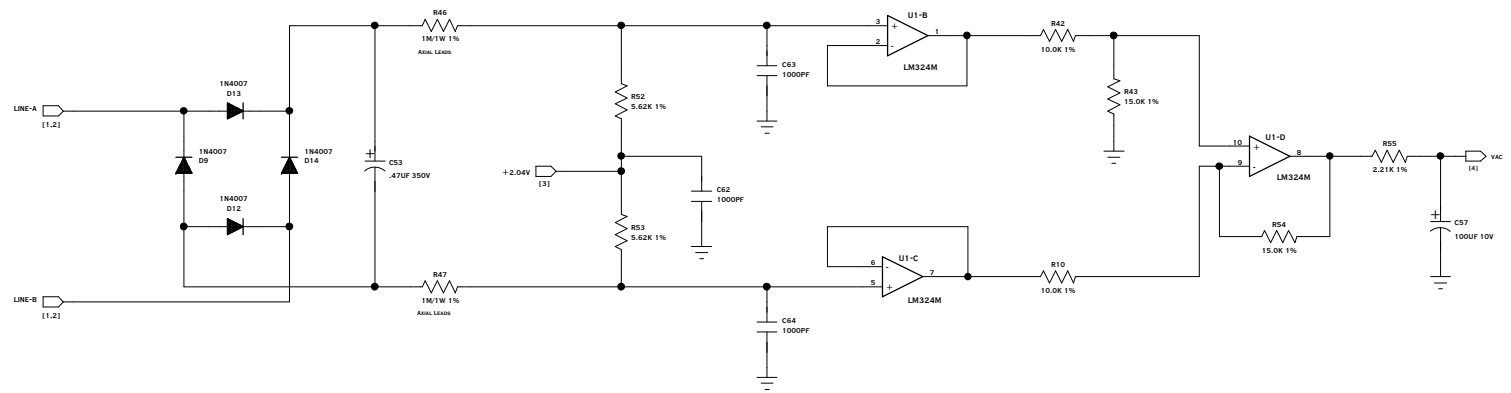 R46
1M/1W 1%
AXIAL LEADS
U1-B
3
+
2
-
1
LM324M
R42
10.0K 1%
C63
1000PF
1N4007
D13
LINE-A
[1,2]
R52
5.62K 1%
R43
15.0K 1%
1N4007
D9
1N4007
D14
+
C53
.47UF 350V
+2.04V
[3]
C62
1000PF
U1-D
10
+
9
-
8
LM324M
R55
2.21K 1%
VAC
[4]
1N4007
D12
R53
5.62K 1%
R54
15.0K 1%
+
C57
100UF 10V
U1-C
6
-
5
+
7
LM324M
R10
10.0K 1%
R47
1M/1W 1%
AXIAL LEADS
LINE-B
[1,2]
C64
1000PF